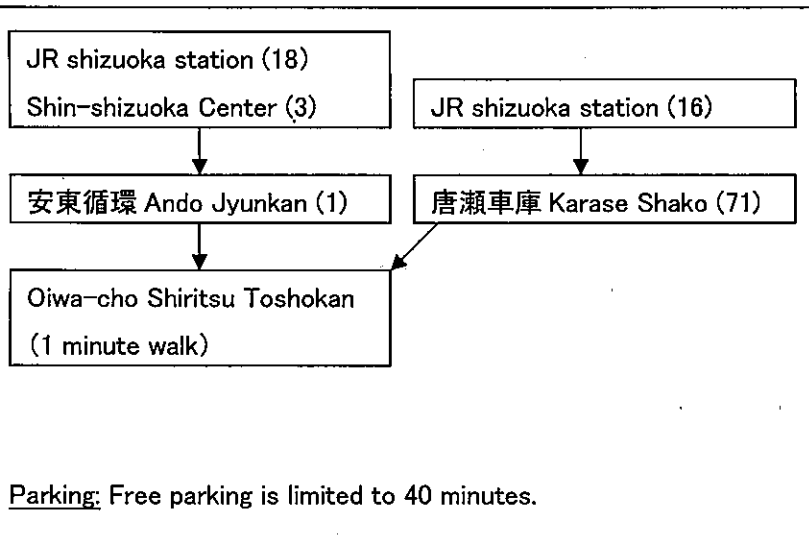 JR shizuoka station (18)
Shin-shizuoka Center (3)
JR shizuoka station (16)
安東循環 Ando Jyunkan (1)
唐瀬車庫 Karase Shako (71)
Oiwa-cho Shiritsu Toshokan
(1 minute walk)
Parking: Free parking is limited to 40 minutes.